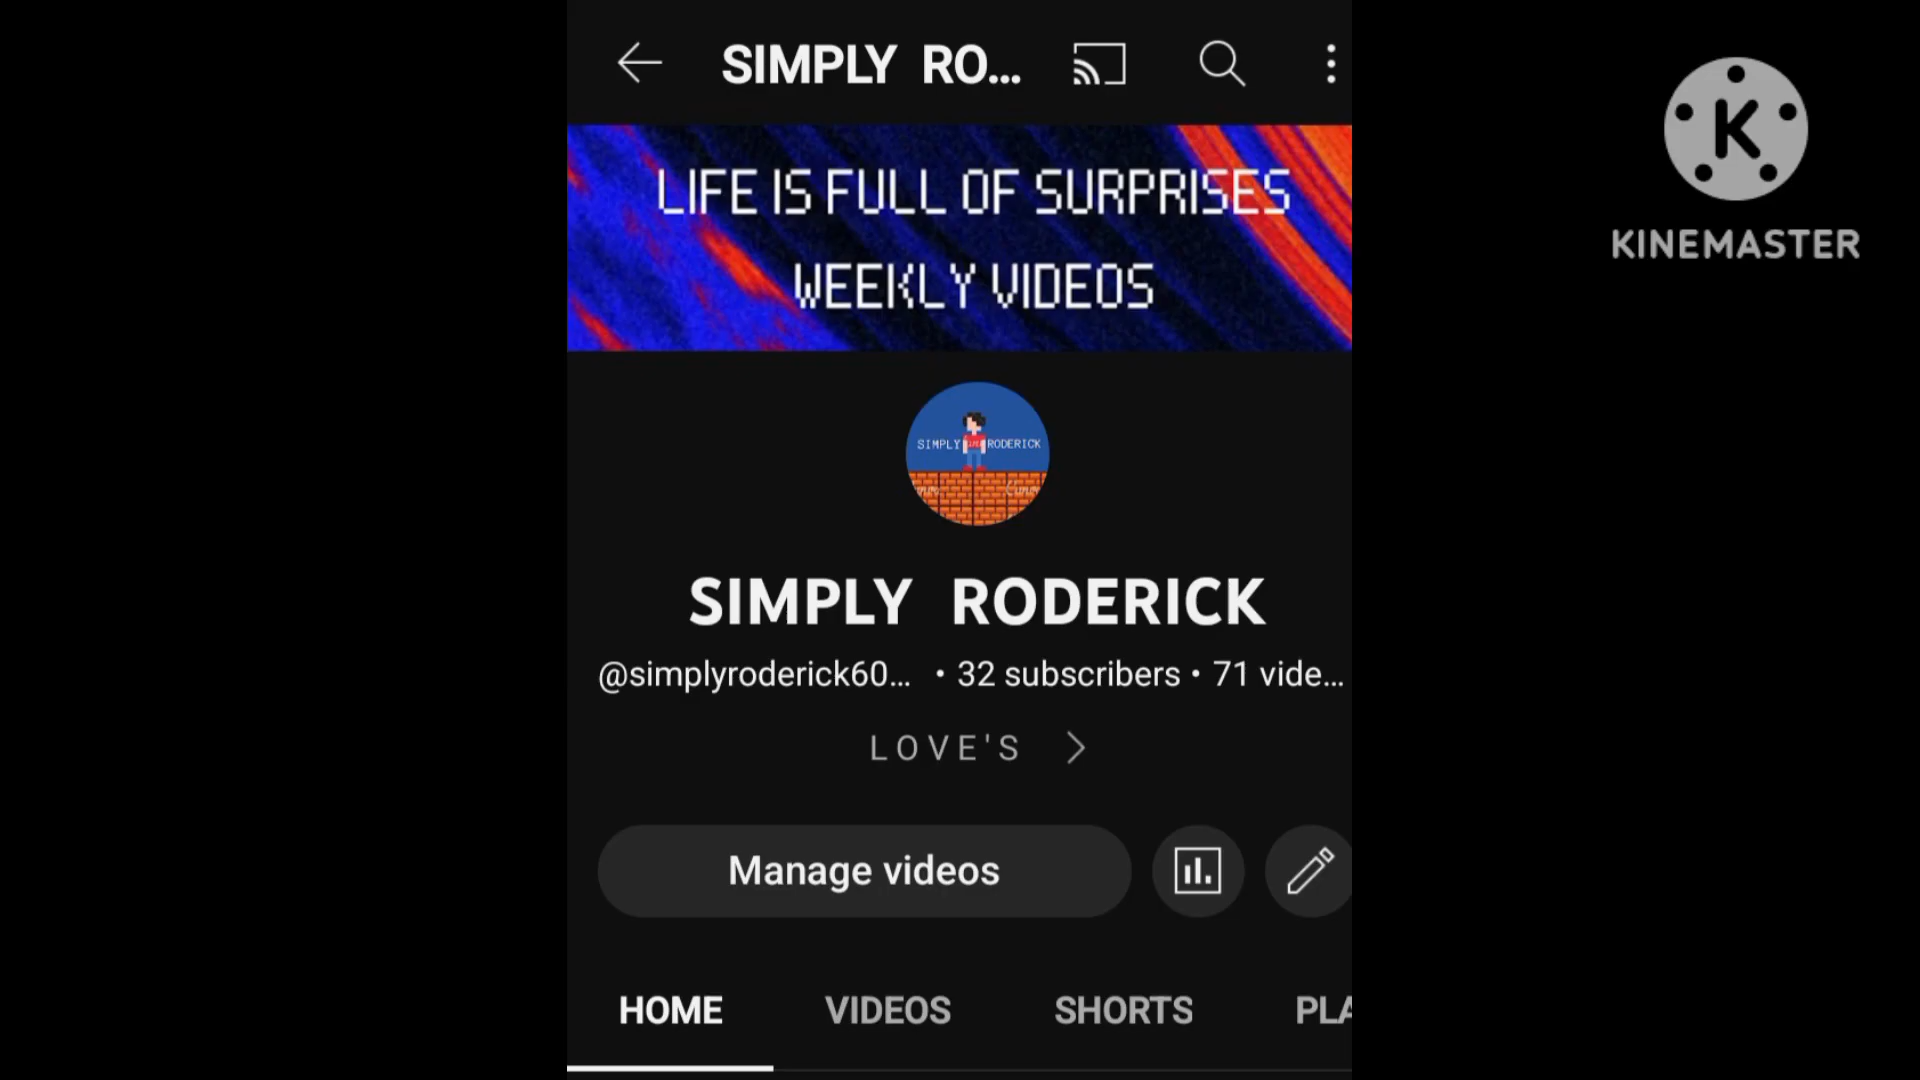 SIMPLY RO...
K
KINEMASTER
LIFE IS FULL OF SURPRISES
WEEKLY VIDEOS
SIMPLY RODERICK
SIMPLY RODERICK
@simplyroderick60... • 32 subscribers • 71 vide...
LOVE'S
Manage videos
HOME VIDEOS SHORTS PLA